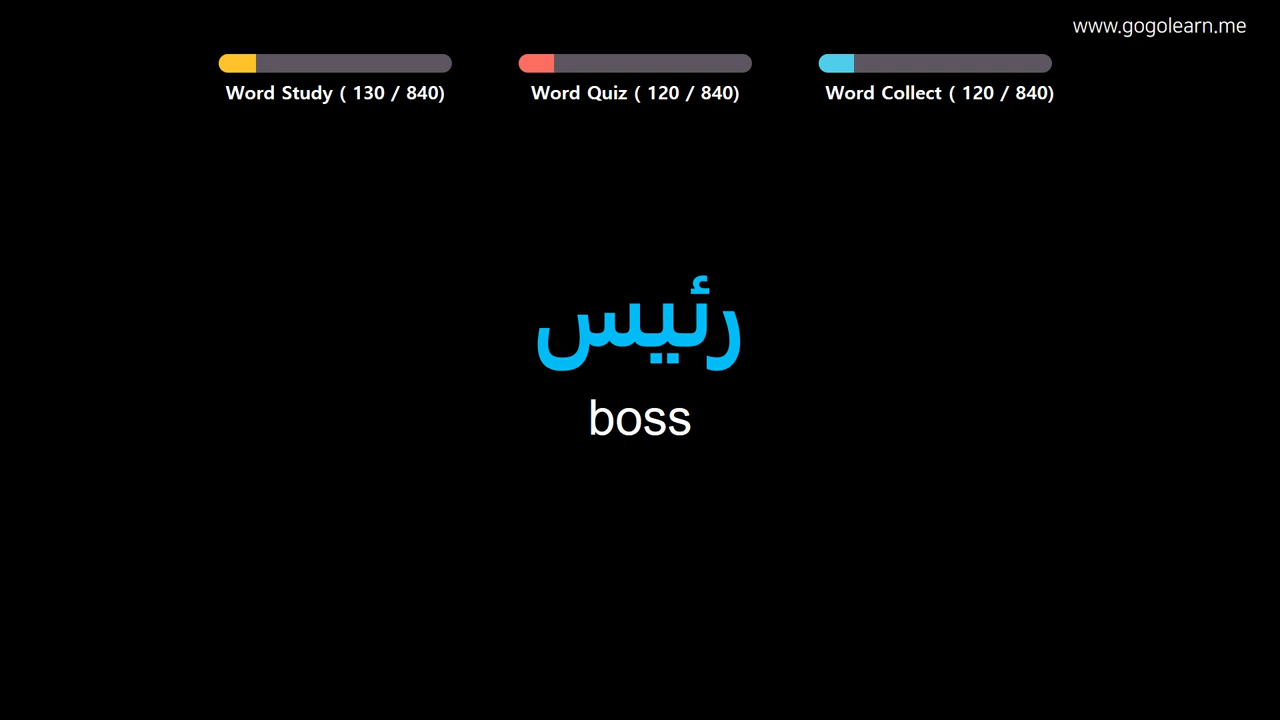 www.gogolearn.me
Word Study ( 130 / 840)
Word Quiz ( 120 / 840)
Word Collect ( 120 / 840)
رئيس
boss